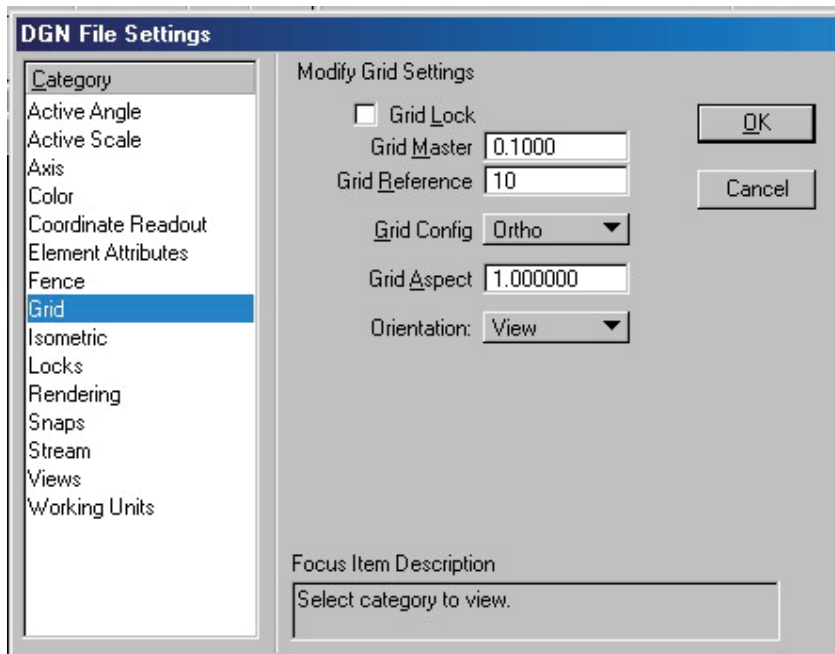 DGN File Settings
Category
Active Angle
Active Scale
Axis
Color
Coordinate Readout
Element Attributes
Fence
Grid
Isometric
Locks
Rendering
Snaps
Stream
Views
Working Units
Modify Grid Settings
Grid Lock
Grid Master 0.1000
Grid Reference 10
Grid Config Ortho
Grid Aspect 1.000000
Orientation: View
OK
Cancel
Focus Item Description
Select category to view.